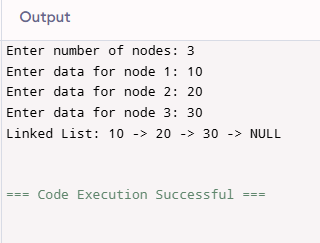 Output
Enter number of nodes: 3
Enter data for node 1: 10
Enter data for node 2: 20
Enter data for node 3: 30
Linked List: 10 -> 20 -> 30 -> NULL
=== Code Execution Successful ===